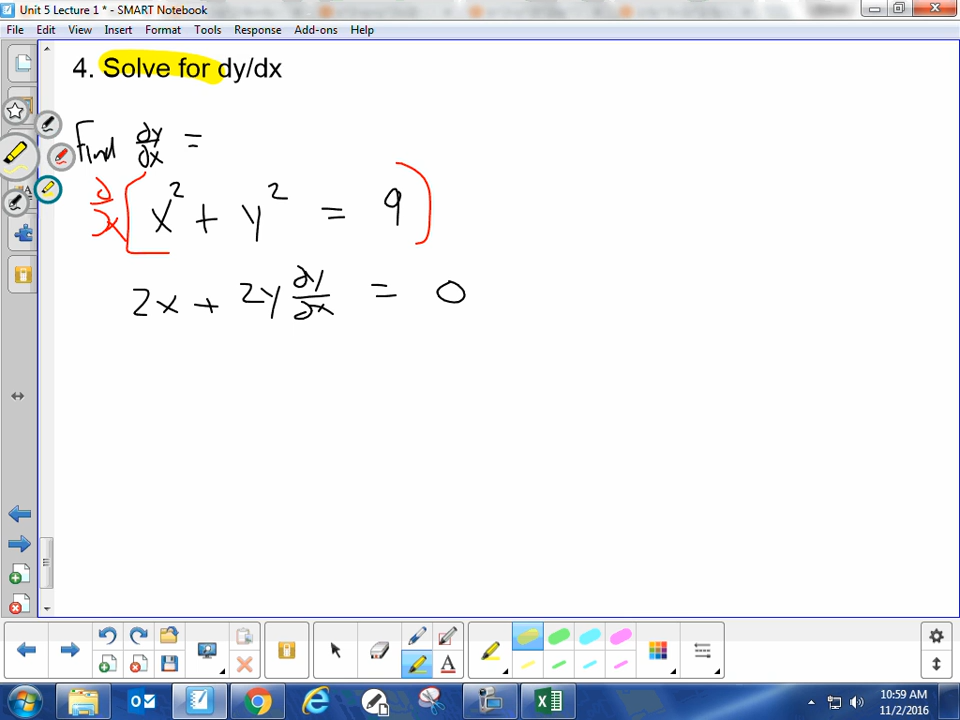 Unit 5 Lecture 1 * - SMART Notebook
File Edit View Insert Format Tools Response Add-ons Help
4. Solve for dy/dx
Find dy/dx =
d/dx [x² + y² = 9]
2x + 2y dy/dx = 0
A
10:59 AM
11/2/2016